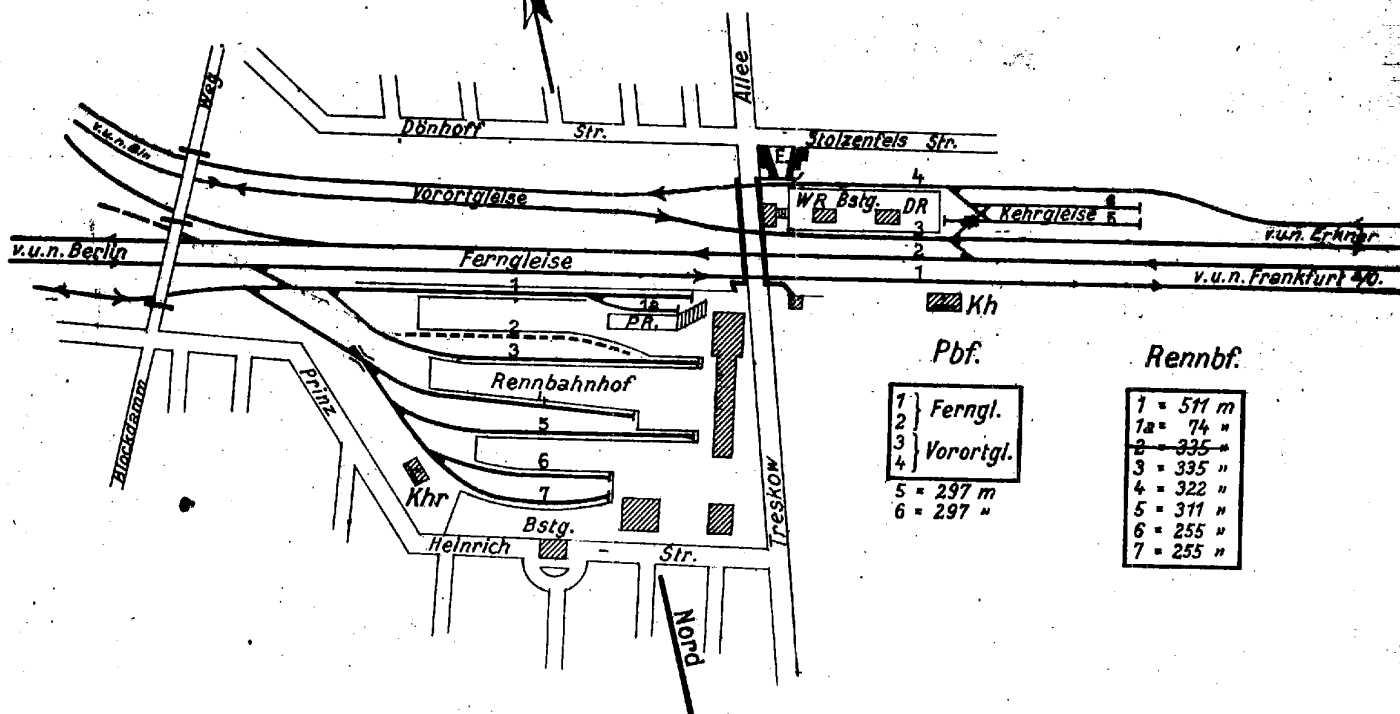 Weg
Allee
Dönhoff Str.
Stolzenfels Str.
E.
v.u.n. Bln
Vorortgleise
4
WR Bstg. DR
3
Kehrgleise
6
5
v.u.n. Erkner
v.u.n. Berlin
Ferngleise
2
1
v.u.n. Frankfurt a/O.
1
1a
P.R.
2
3
Kh
Rennbahnhof
4
5
6
7
Prinz
Blockdamm
Khr
Bstg.
Heinrich - Str.
Treskow
Nord
Pbf.
1
2 } Ferngl.
3
4 } Vorortgl.
5 = 297 m
6 = 297 "
Rennbf.
1 = 511 m
1a = 74 "
2 = 335 "
3 = 335 "
4 = 322 "
5 = 311 "
6 = 255 "
7 = 255 "